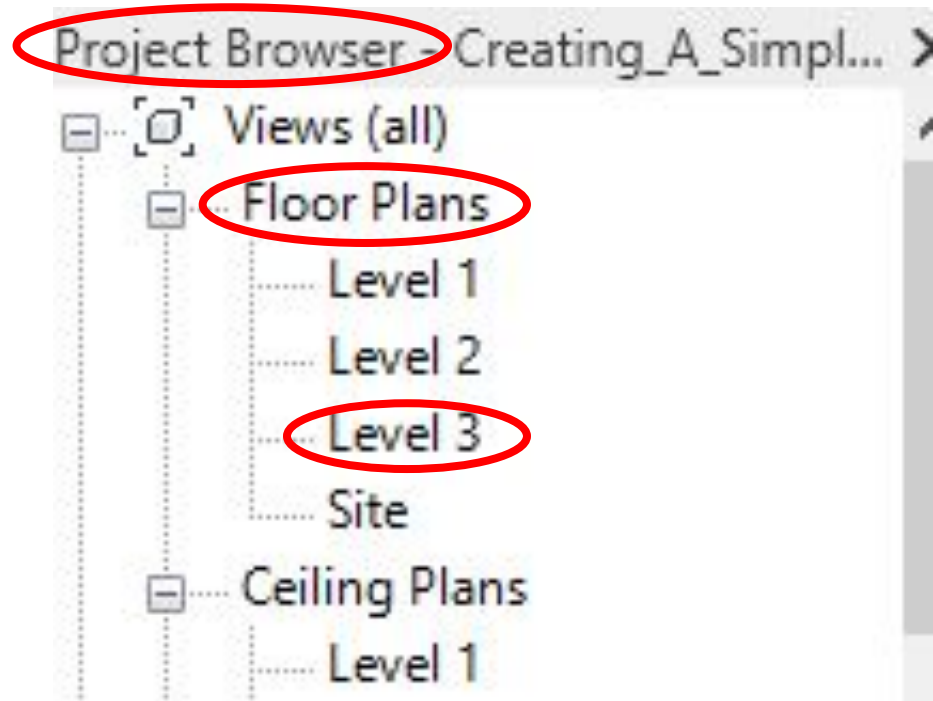 Project Browser - Creating_A_Simpl...
Views (all)
Floor Plans
Level 1
Level 2
Level 3
Site
Ceiling Plans
Level 1